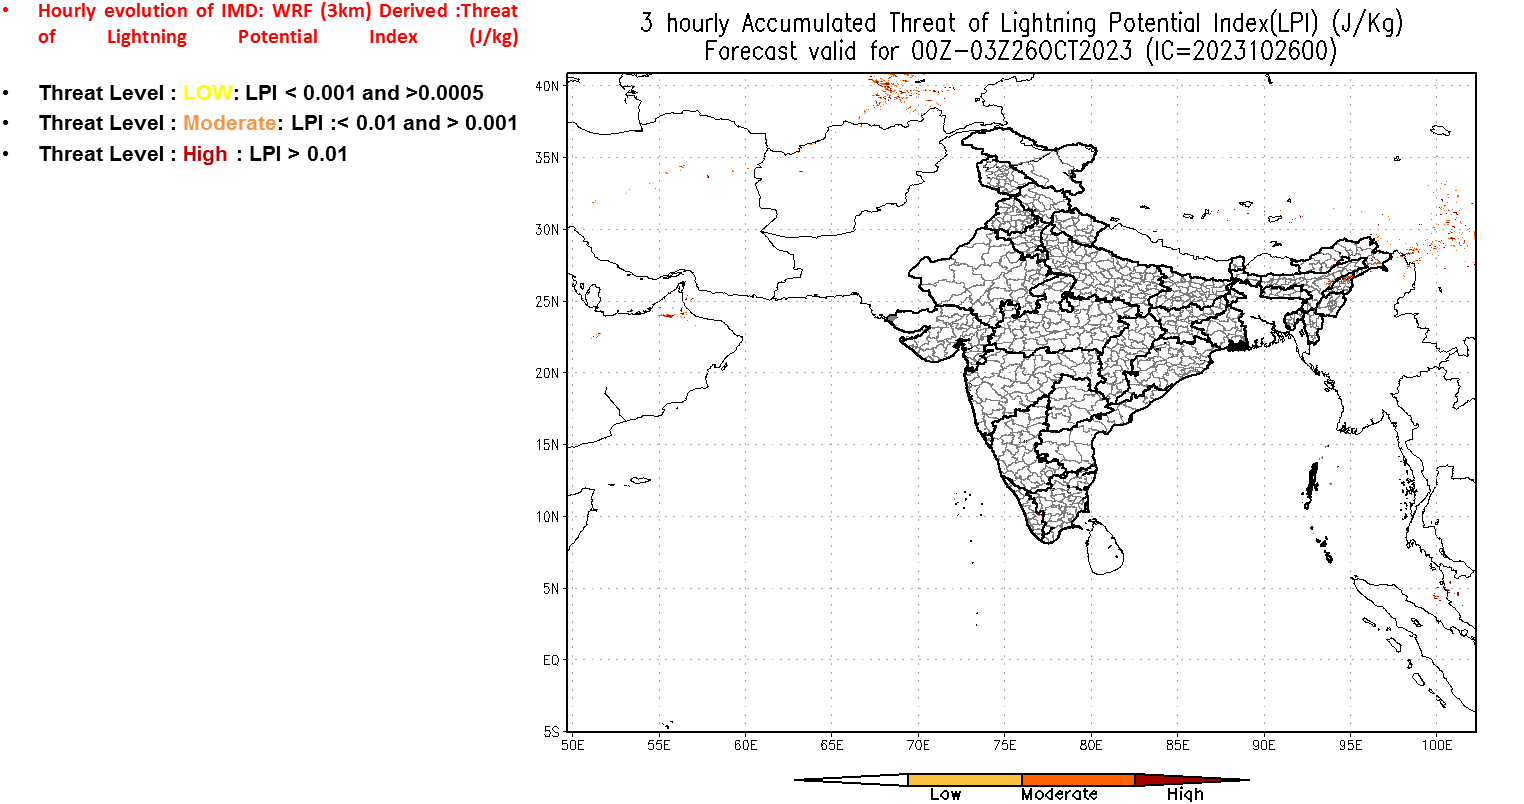 • Hourly evolution of IMD: WRF (3km) Derived :Threat
of Lightning Potential Index (J/kg)
• Threat Level : LOW: LPI < 0.001 and >0.0005
• Threat Level : Moderate: LPI :< 0.01 and > 0.001
• Threat Level : High : LPI > 0.01
3 hourly Accumulated Threat of Lightning Potential Index(LPI) (J/Kg)
Forecast valid for 00Z-03Z26OCT2023 (IC=2023102600)
40N
35N
30N
25N
20N
15N
10N
5N
EQ
5S
50E 55E 60E 65E 70E 75E 80E 85E 90E 95E 100E
Low Moderate High